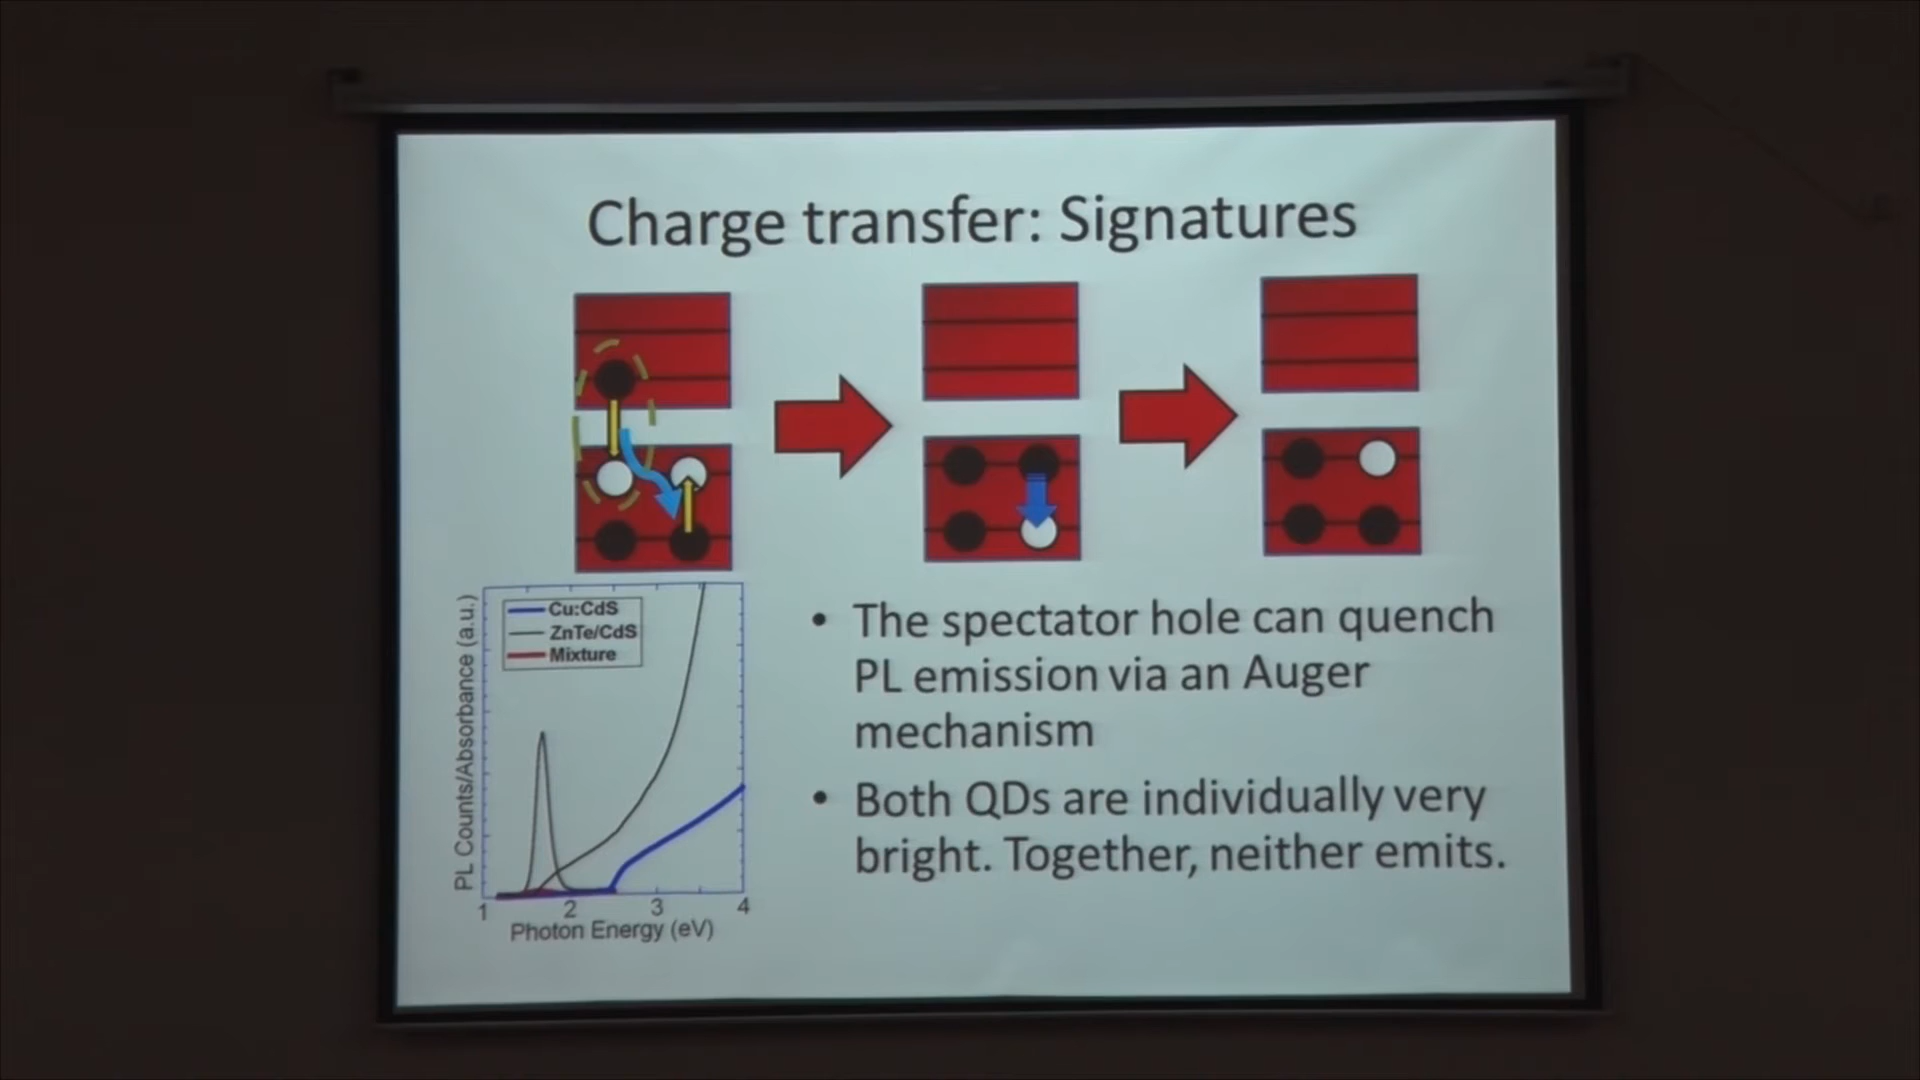 Charge transfer: Signatures
Cu:CdS
ZnTe/CdS
Mixture
PL Counts/Absorbance (a.u.)
1 2 3 4
Photon Energy (eV)
• The spectator hole can quench
PL emission via an Auger
mechanism
• Both QDs are individually very
bright. Together, neither emits.